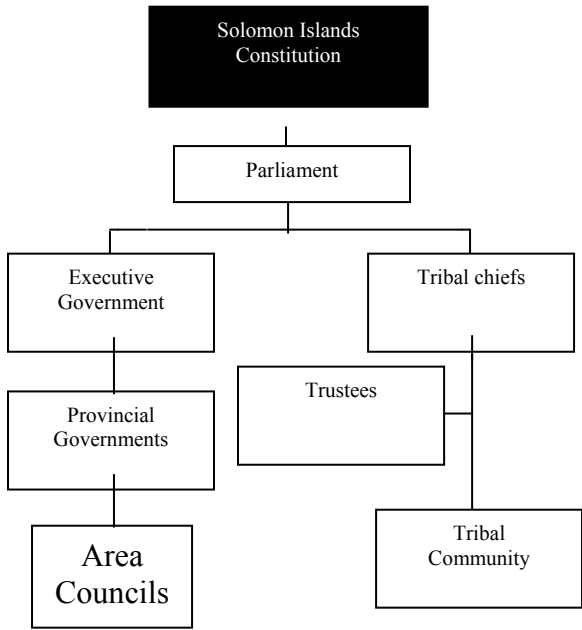 Solomon Islands
Constitution
Parliament
Executive
Government
Tribal chiefs
Trustees
Provincial
Governments
Area
Councils
Tribal
Community